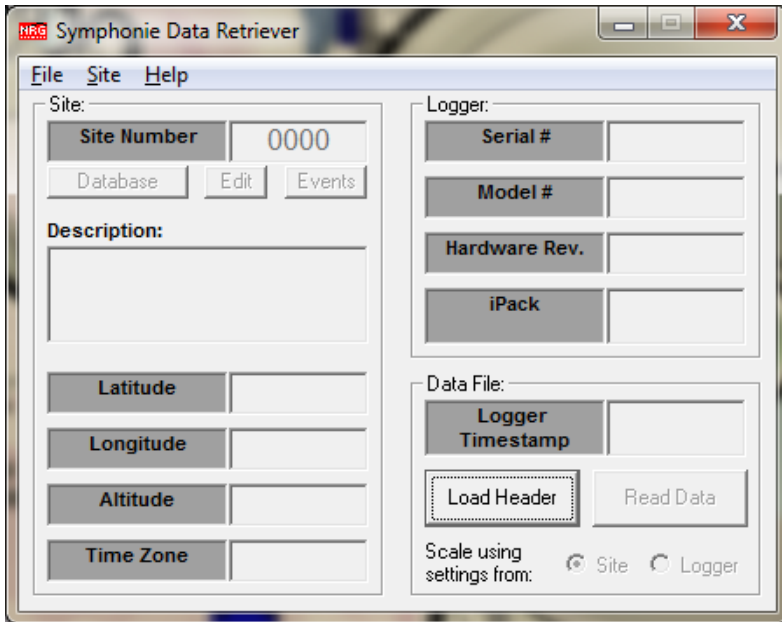 NRG Symphonie Data Retriever
File Site Help
Site:
Site Number 0000
Database Edit Events
Description:
Latitude
Longitude
Altitude
Time Zone
Logger:
Serial #
Model #
Hardware Rev.
iPack
Data File:
Logger
Timestamp
Load Header Read Data
Scale using
settings from:
Site Logger